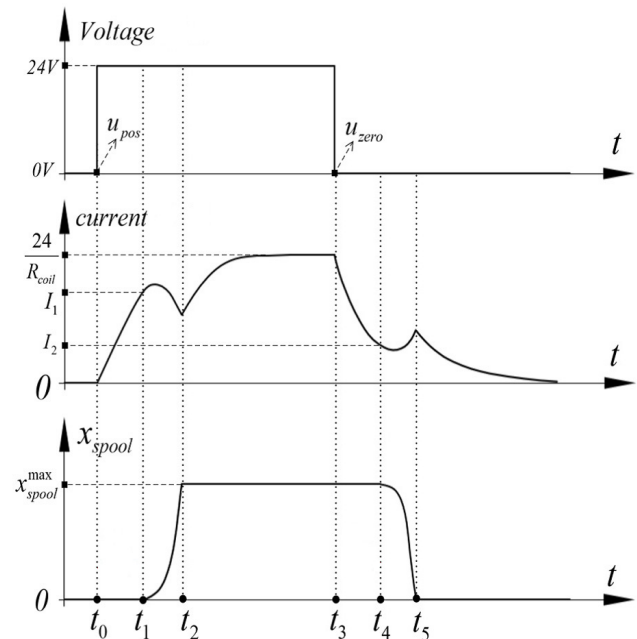 Voltage
24V
u_pos
u_zero
0V
t
current
24
R_coil
I_1
I_2
0
t
x_spool
x_spool^max
0
t
t_0 t_1 t_2 t_3 t_4 t_5